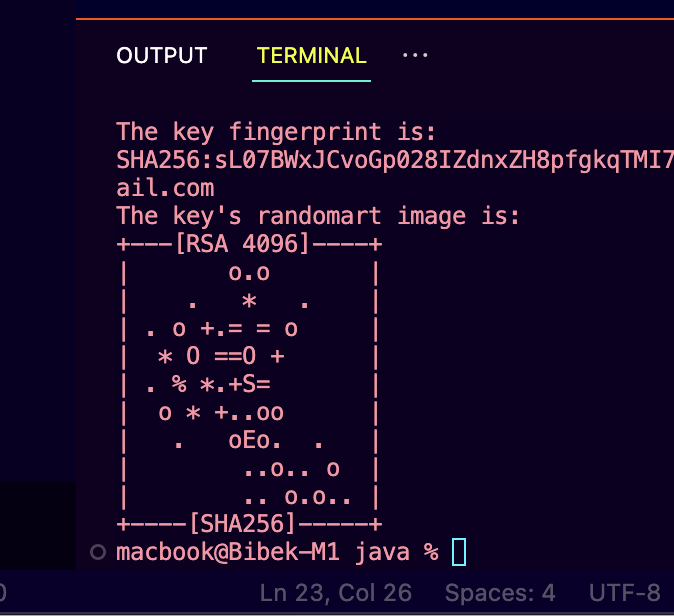 OUTPUT TERMINAL ...
The key fingerprint is:
SHA256:sL07BWxJCvoGp028IZdnxZH8pfgkqTMI7
ail.com
The key's randomart image is:
+---[RSA 4096]----+
|       o.o       |
|    .   *   .    |
| . o +.= = o     |
|  * O ==O +      |
| . % *.+S=       |
|  o * +..oo      |
|   .   oEo.  .   |
|        ..o.. o  |
|        .. o.o.. |
+----[SHA256]-----+
macbook@Bibek-M1 java %
Ln 23, Col 26 Spaces: 4 UTF-8